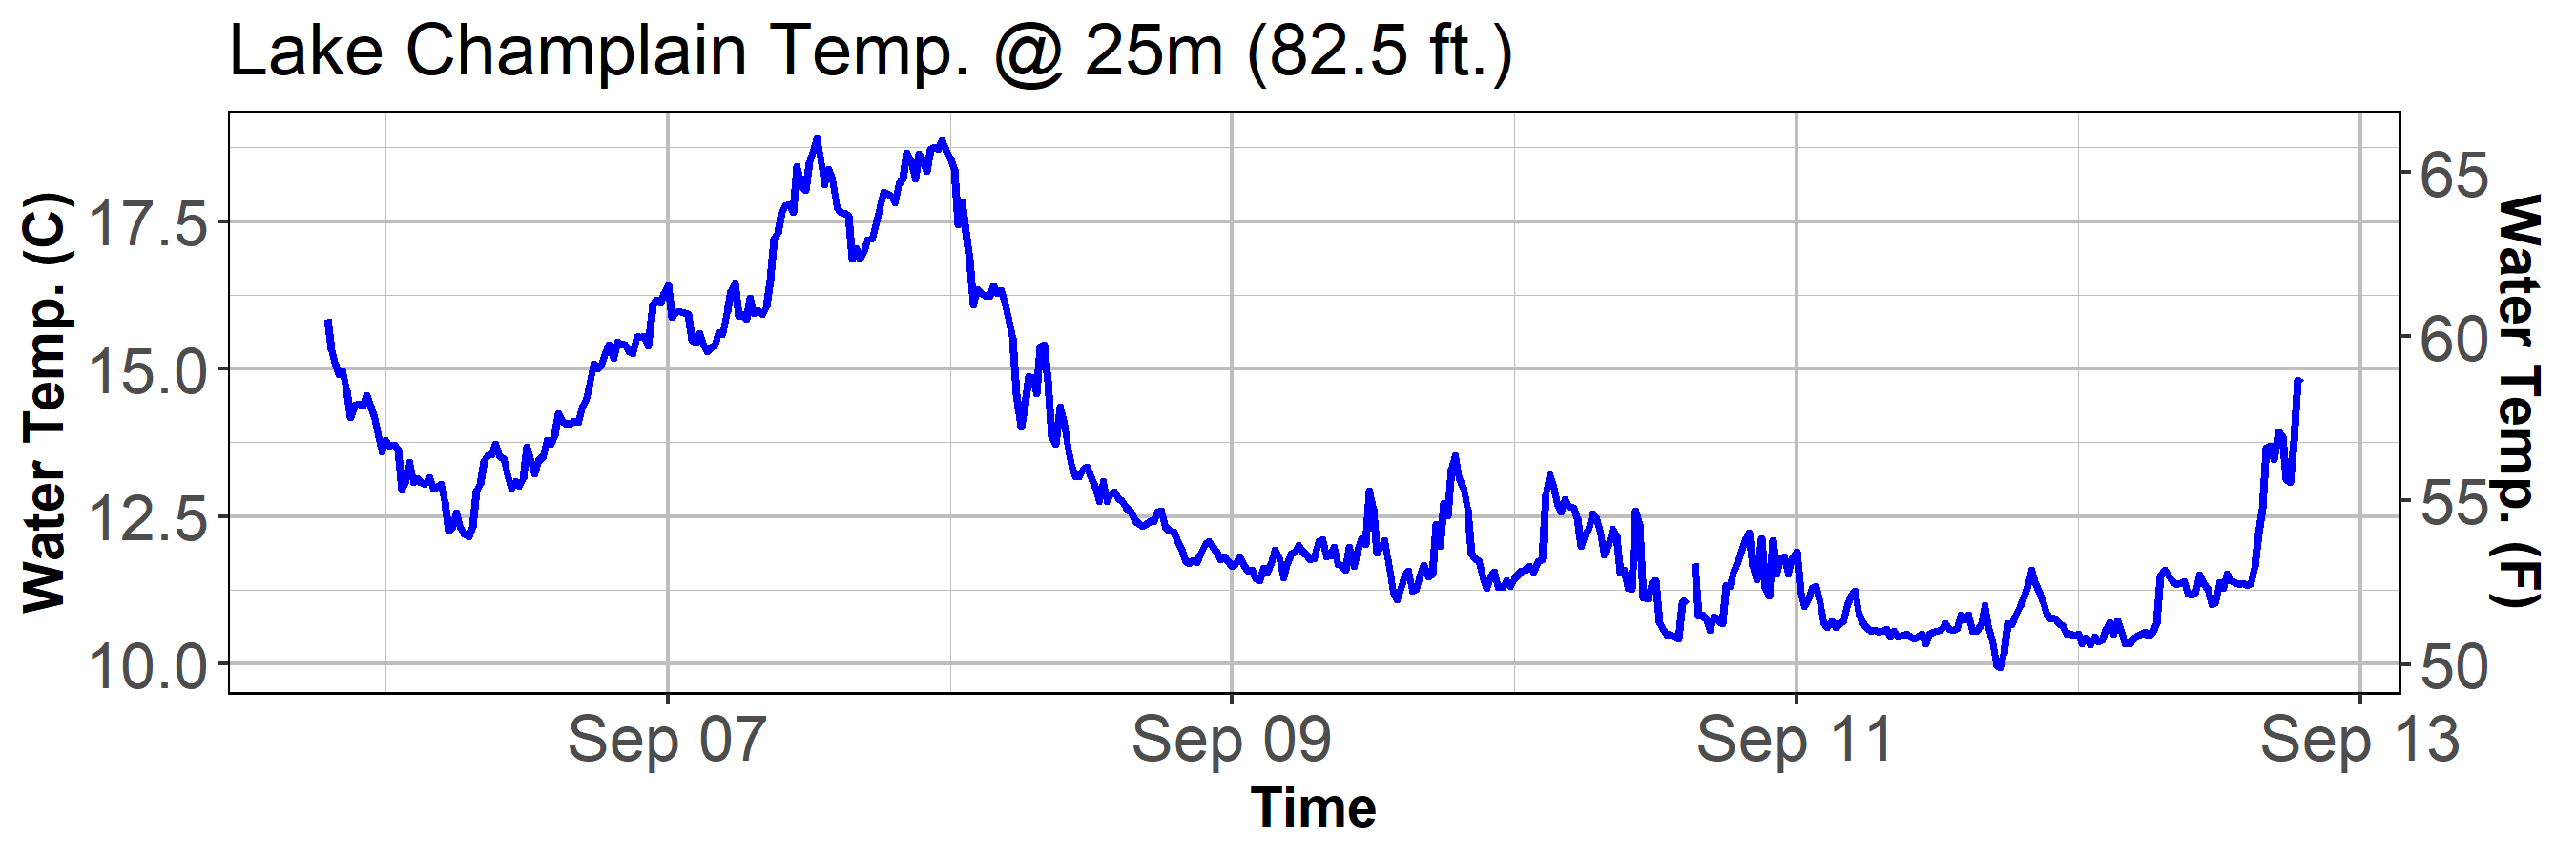 Lake Champlain Temp. @ 25m (82.5 ft.)
Water Temp. (C)
17.5
15.0
12.5
10.0
65
60
55
50
Water Temp. (F)
Sep 07
Sep 09
Sep 11
Sep 13
Time